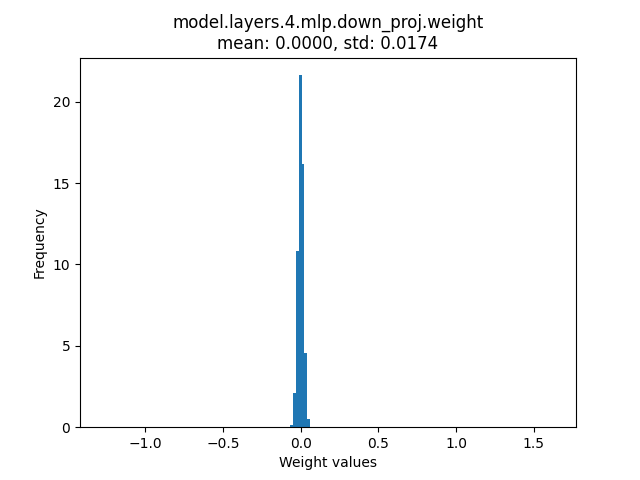 model.layers.4.mlp.down_proj.weight
mean: 0.0000, std: 0.0174
Frequency
20
15
10
5
0
−1.0 −0.5 0.0 0.5 1.0 1.5
Weight values